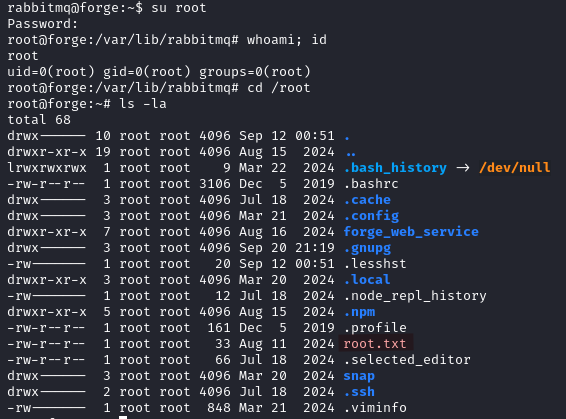 rabbitmq@forge:~$ su root
Password:
root@forge:/var/lib/rabbitmq# whoami; id
root
uid=0(root) gid=0(root) groups=0(root)
root@forge:/var/lib/rabbitmq# cd /root
root@forge:~# ls -la
total 68
drwx------ 10 root root 4096 Sep 12 00:51 .
drwxr-xr-x 19 root root 4096 Aug 15  2024 ..
lrwxrwxrwx  1 root root    9 Mar 22  2024 .bash_history -> /dev/null
-rw-r--r--  1 root root 3106 Dec  5  2019 .bashrc
drwx------  3 root root 4096 Jul 18  2024 .cache
drwx------  3 root root 4096 Mar 21  2024 .config
drwxr-xr-x  7 root root 4096 Aug 16  2024 forge_web_service
drwx------  3 root root 4096 Sep 20 21:19 .gnupg
-rw-------  1 root root   20 Sep 12 00:51 .lesshst
drwxr-xr-x  3 root root 4096 Mar 20  2024 .local
-rw-------  1 root root   12 Jul 18  2024 .node_repl_history
drwxr-xr-x  5 root root 4096 Aug 15  2024 .npm
-rw-r--r--  1 root root  161 Dec  5  2019 .profile
-rw-r--r--  1 root root   33 Aug 11  2024 root.txt
-rw-r--r--  1 root root   66 Jul 18  2024 .selected_editor
drwx------  3 root root 4096 Mar 20  2024 snap
drwx------  2 root root 4096 Jul 18  2024 .ssh
-rw-------  1 root root  848 Mar 21  2024 .viminfo